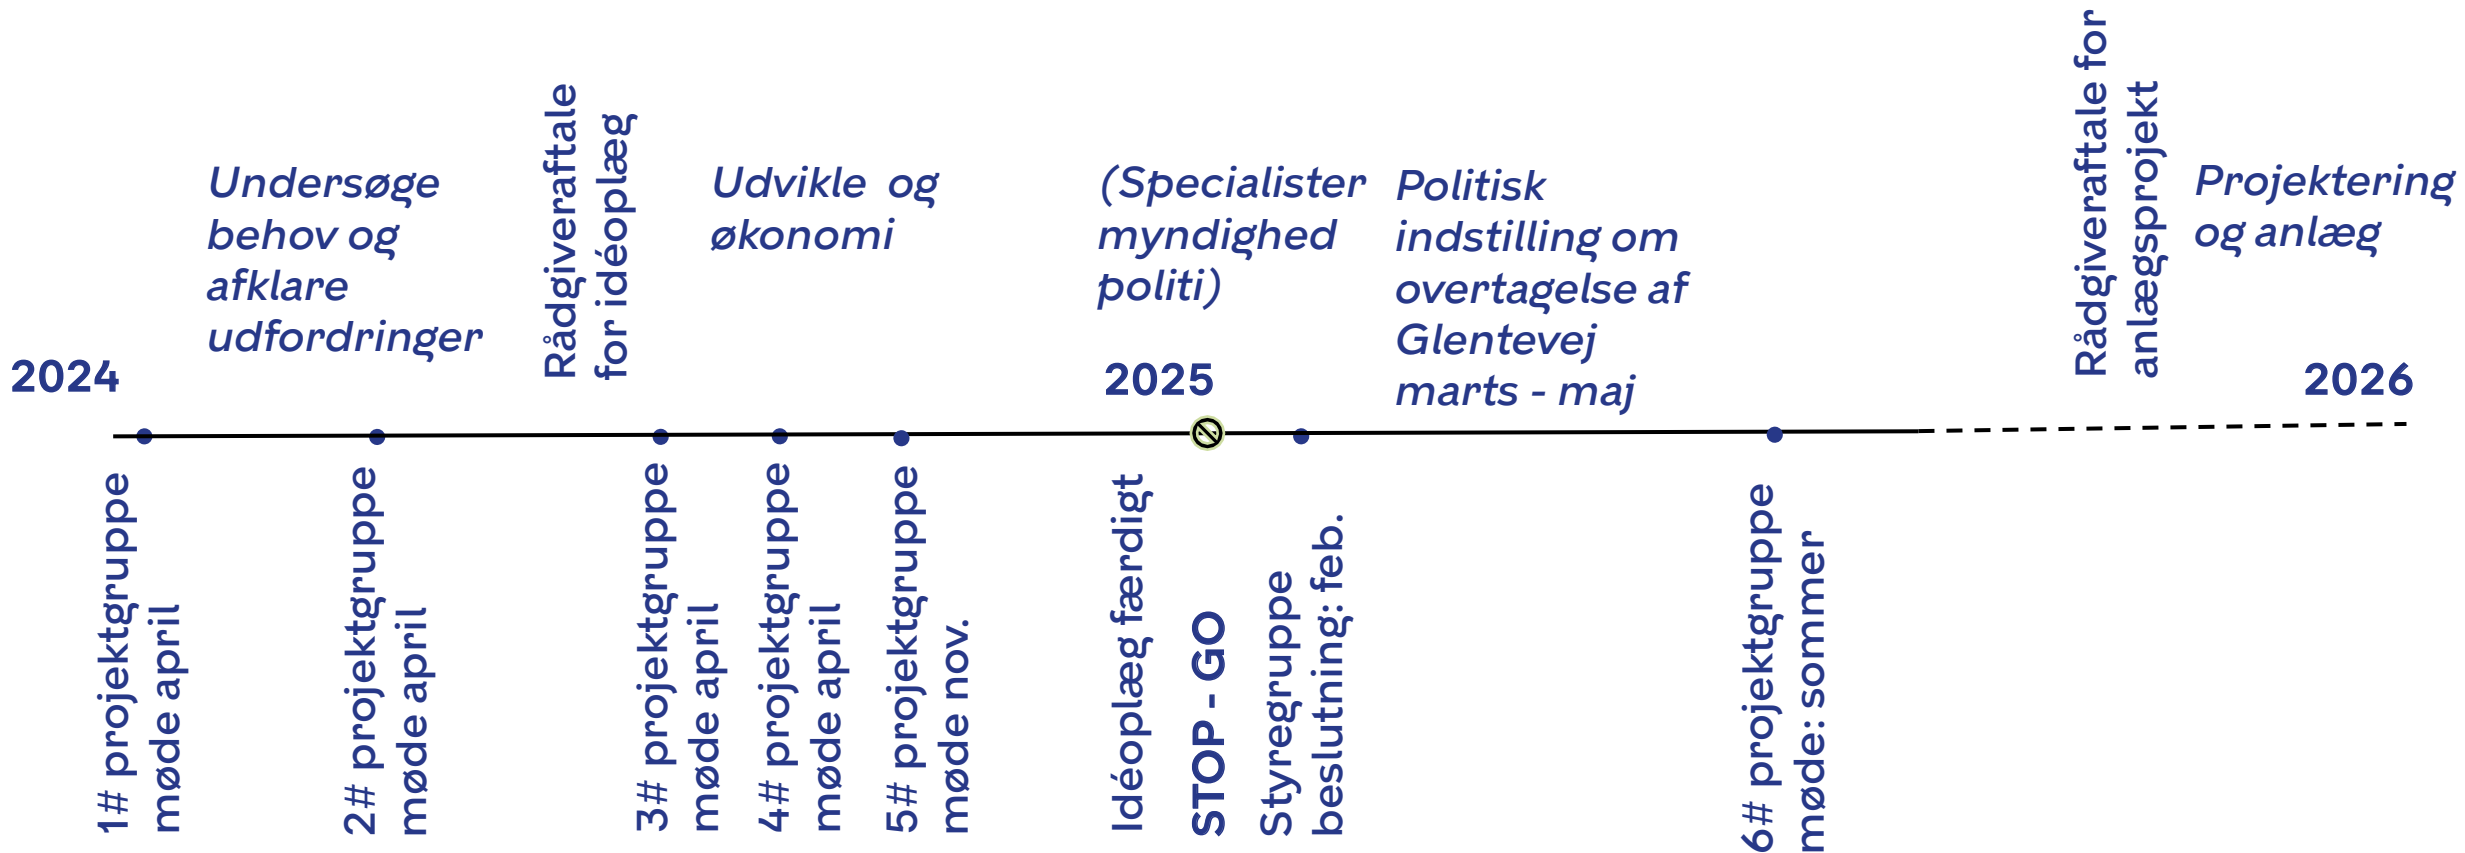 2024
Undersøge
behov og
afklare
udfordringer
Rådgiveraftale
for idéoplæg
Udvikle og
økonomi
(Specialister
myndighed
politi)
2025
Politisk
indstilling om
overtagelse af
Glentevej
marts - maj
Rådgiveraftale for
anlægsprojekt
Projektering
og anlæg
2026
1# projektgruppe
møde april
2# projektgruppe
møde april
3# projektgruppe
møde april
4# projektgruppe
møde april
5# projektgruppe
møde nov.
Idéoplæg færdigt
STOP - GO
Styregruppe
beslutning: feb.
6# projektgruppe
møde: sommer